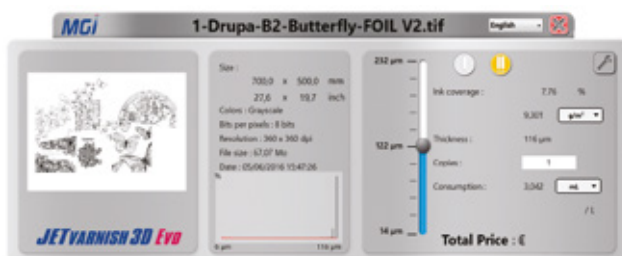 MGI
1-Drupa-B2-Butterfly-FOIL V2.tif
English
Size :
700,0 x 500,0 mm
27,6 x 19,7 inch
Colors : Grayscale
Bits per pixels : 8 bits
Resolution : 360 x 360 dpi
File size : 67,07 Mo
Date : 05/06/2016 15:47:26
%
0 µm
116 µm
JETVARNISH 3D Evo
232 µm
122 µm
14 µm
I
II
Ink coverage : 7,76 %
9,001 g/m²
Thickness : 116 µm
Copies : 1
Consumption : 3,042 mL
/ L
Total Price : €